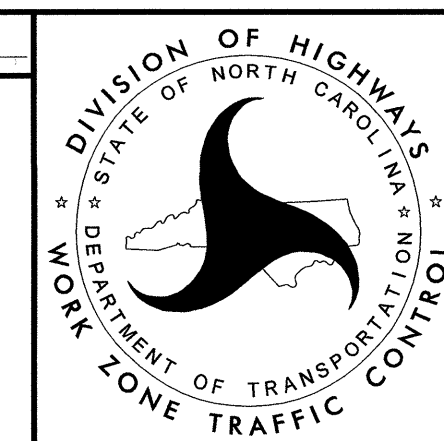 DIVISION OF HIGHWAYS
WORK ZONE TRAFFIC CONTROL
STATE OF NORTH CAROLINA
DEPARTMENT OF TRANSPORTATION